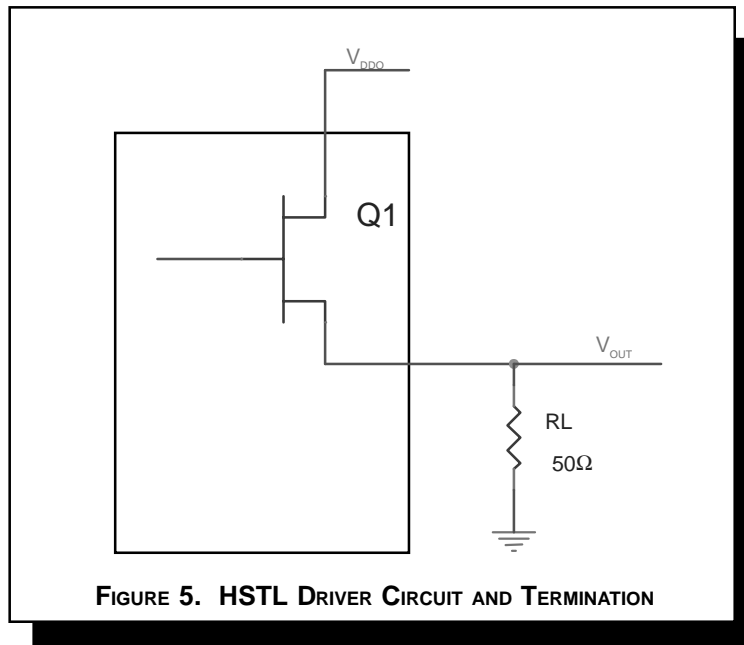 VDDO
Q1
VOUT
RL
50Ω
FIGURE 5. HSTL DRIVER CIRCUIT AND TERMINATION